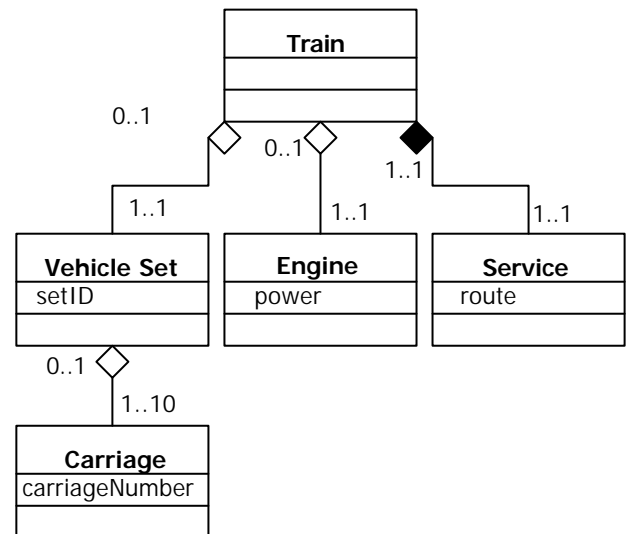 Train
0..1
0..1
1..1
1..1
1..1
1..1
Vehicle Set
setID
Engine
power
Service
route
0..1
1..10
Carriage
carriageNumber